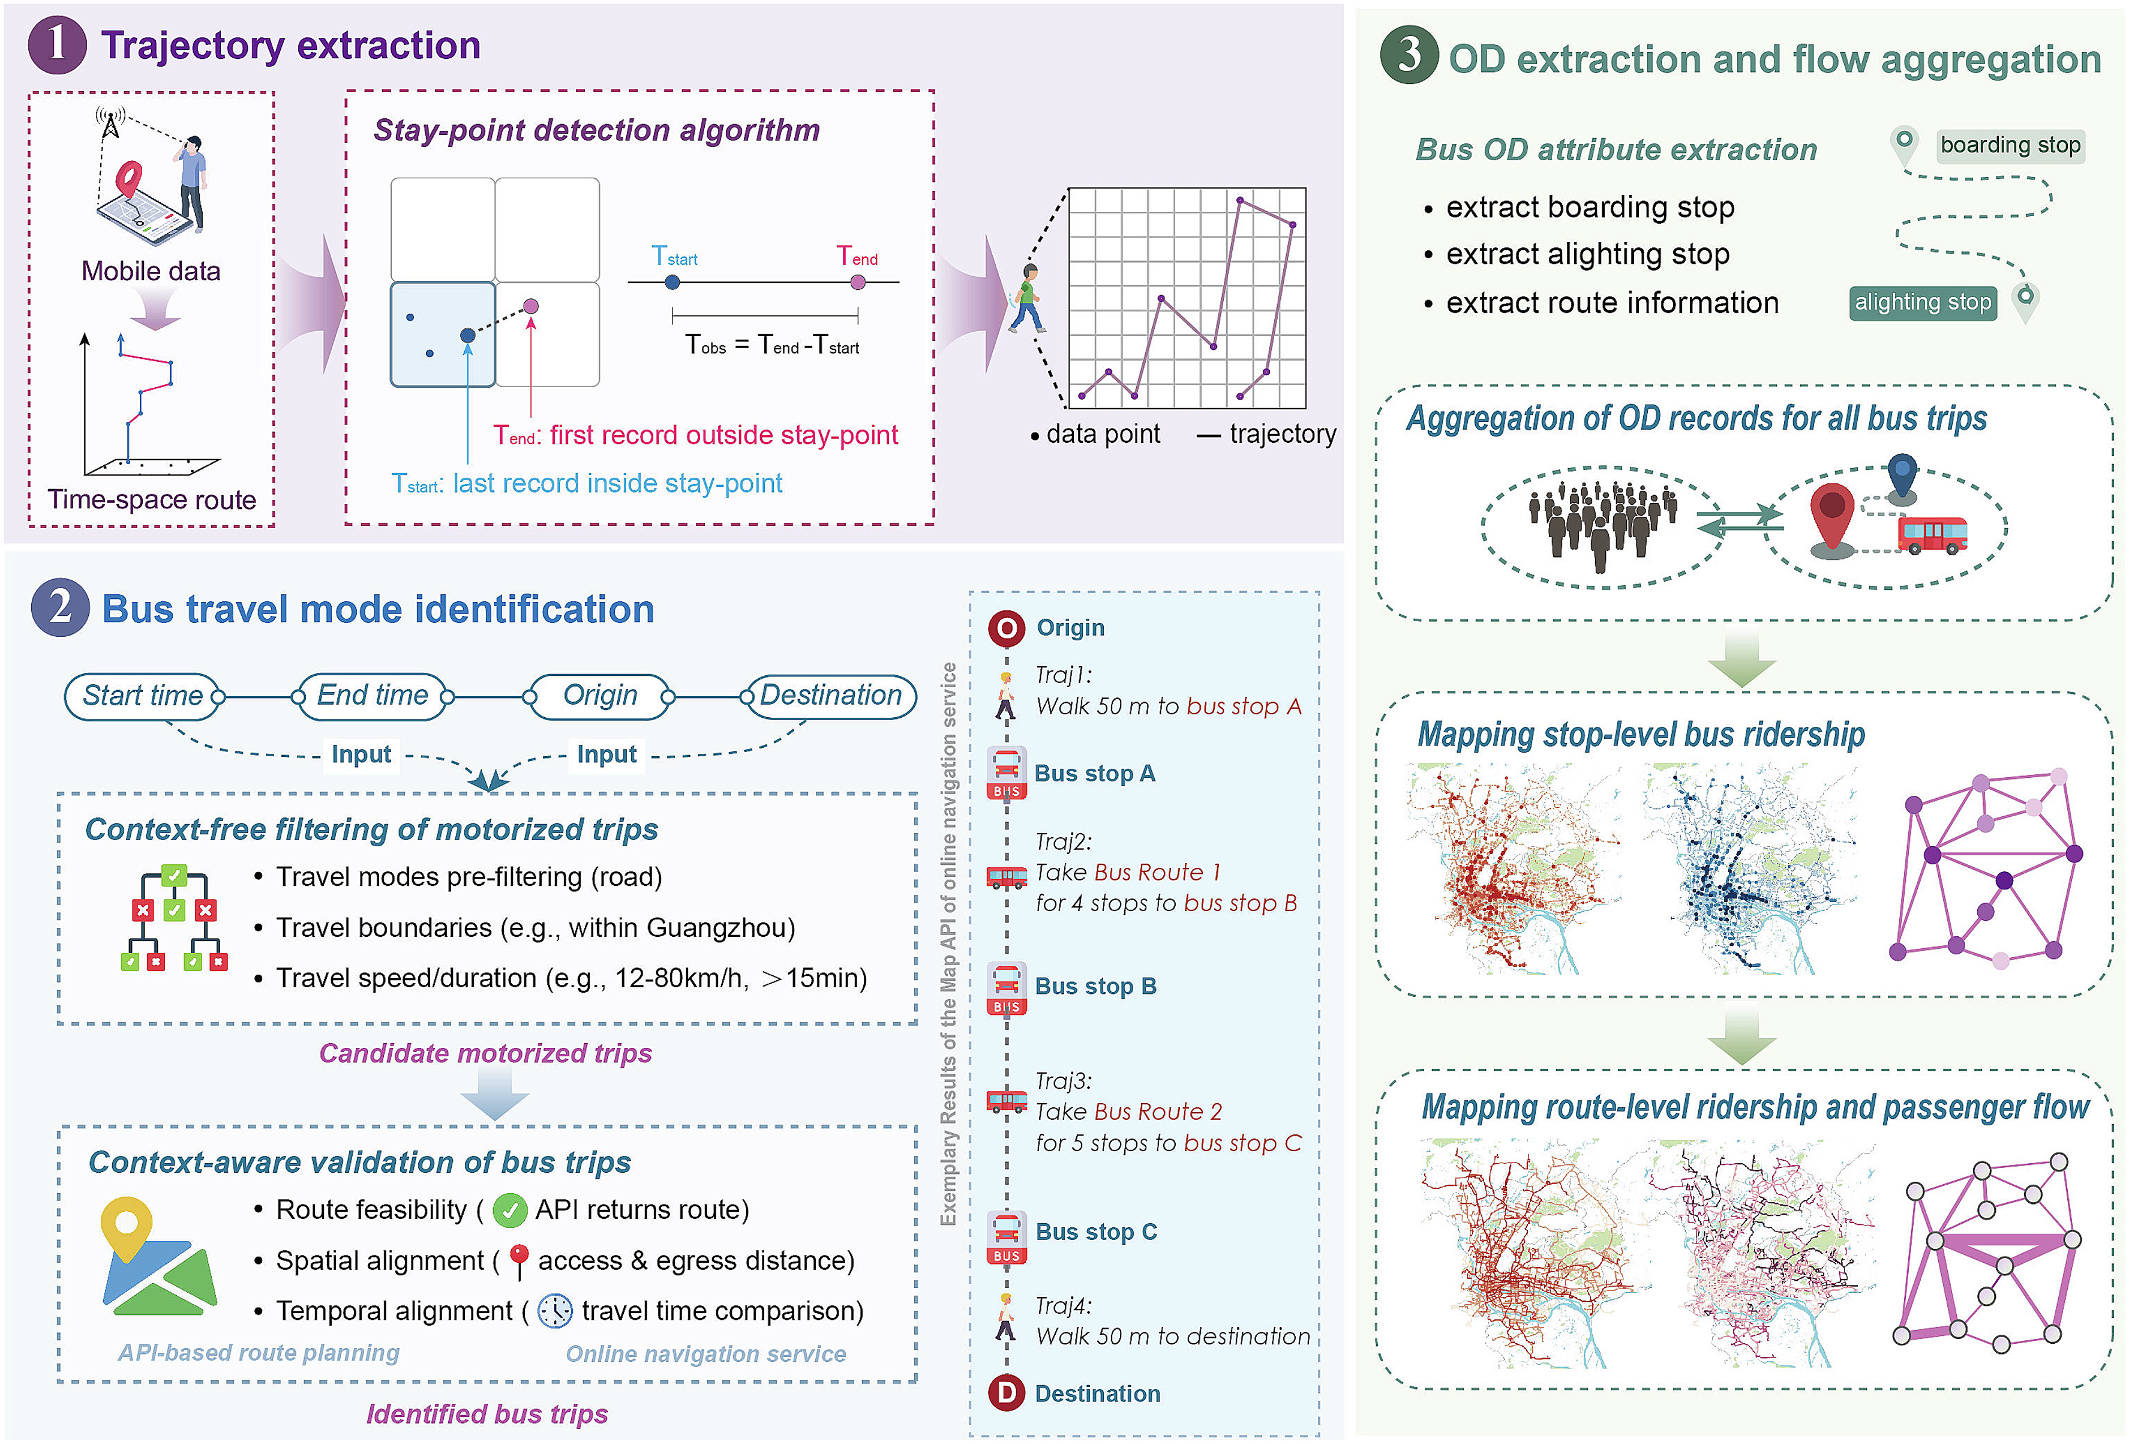 1 Trajectory extraction
Mobile data
Time-space route
Stay-point detection algorithm
Tstart
Tend
Tobs = Tend -Tstart
Tend: first record outside stay-point
Tstart: last record inside stay-point
• data point — trajectory
2 Bus travel mode identification
Start time
End time
Origin
Destination
Input
Input
Context-free filtering of motorized trips
• Travel modes pre-filtering (road)
• Travel boundaries (e.g., within Guangzhou)
• Travel speed/duration (e.g., 12-80km/h, >15min)
Candidate motorized trips
Context-aware validation of bus trips
• Route feasibility ( API returns route)
• Spatial alignment ( access & egress distance)
• Temporal alignment ( travel time comparison)
API-based route planning
Online navigation service
Identified bus trips
Exemplary Results of the Map API of online navigation service
O Origin
Traj1:
Walk 50 m to bus stop A
BUS
Bus stop A
Traj2:
Take Bus Route 1
for 4 stops to bus stop B
BUS
Bus stop B
Traj3:
Take Bus Route 2
for 5 stops to bus stop C
BUS
Bus stop C
Traj4:
Walk 50 m to destination
D Destination
3 OD extraction and flow aggregation
Bus OD attribute extraction
• extract boarding stop
• extract alighting stop
• extract route information
boarding stop
alighting stop
Aggregation of OD records for all bus trips
Mapping stop-level bus ridership
Mapping route-level ridership and passenger flow